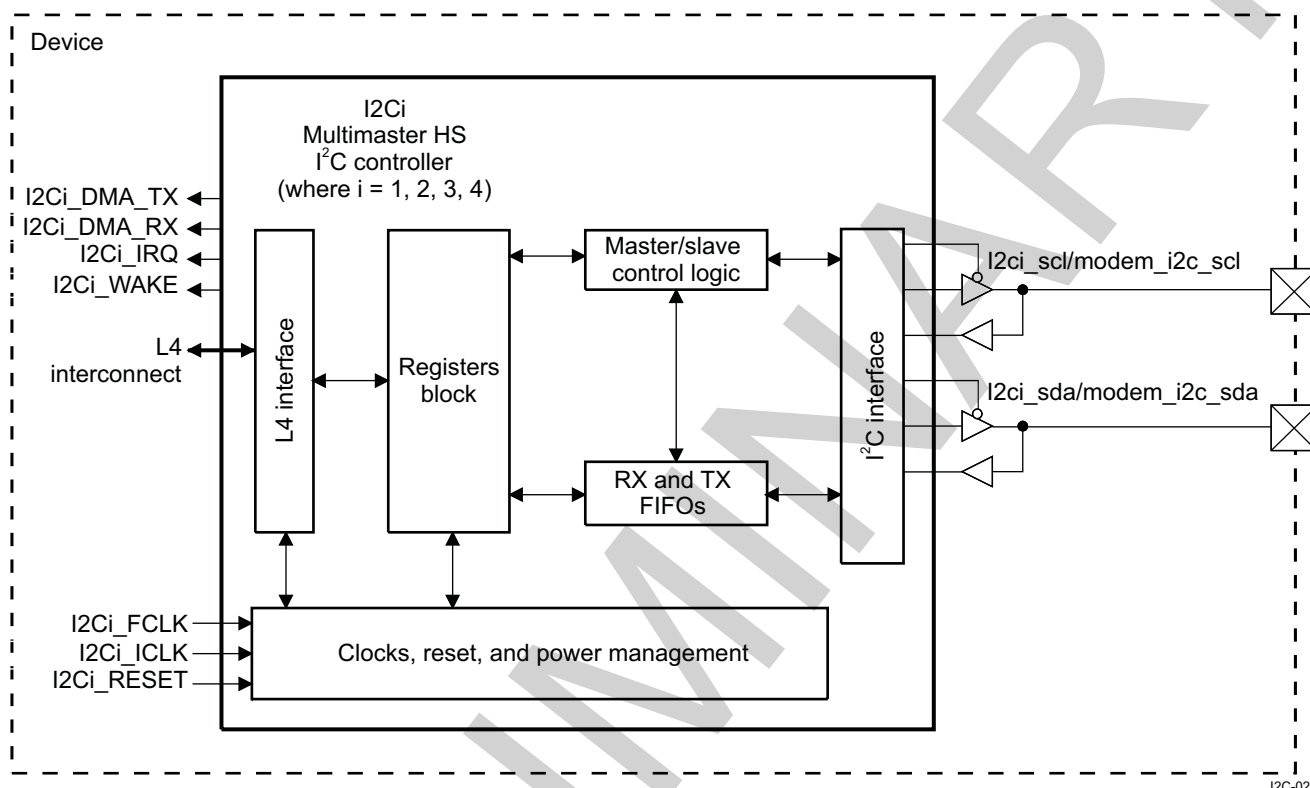 Device
I2Ci
Multimaster HS
I²C controller
(where i = 1, 2, 3, 4)
I2Ci_DMA_TX
I2Ci_DMA_RX
I2Ci_IRQ
I2Ci_WAKE
L4
interconnect
L4 interface
Registers
block
Master/slave
control logic
RX and TX
FIFOs
I²C interface
I2ci_scl/modem_i2c_scl
I2ci_sda/modem_i2c_sda
I2Ci_FCLK
I2Ci_ICLK
I2Ci_RESET
Clocks, reset, and power management
IMINAR